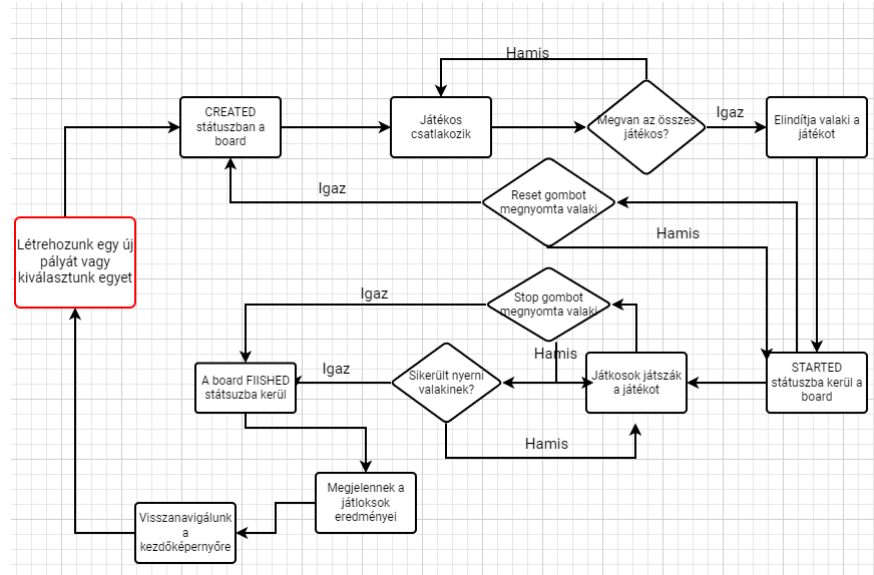 Hamis
CREATED
státuszban a
board
Játékos
csatlakozik
Megvan az összes
játékos?
Igaz
Elindítja valaki a
játékot
Igaz
Reset gombot
megnyomta valaki
Hamis
Létrehozunk egy új
pályát vagy
kiválasztunk egyet
Igaz
Stop gombot
megnyomta valaki
Hamis
Igaz
A board FIISHED
státsuzba kerül
Sikerült nyerni
valakinek?
Játkosok játszák
a játékot
STARTED
státuszba kerül a
board
Hamis
Megjelennek a
játloksok
eredményei
Visszanavigálunk
a
kezdőképernyőre